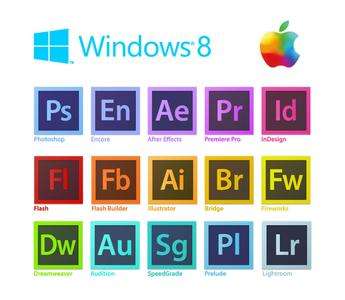 Windows 8
Ps En Ae Pr Id
Photoshop Encore After Effects Premiere Pro InDesign
Fl Fb Ai Br Fw
Flash Flash Builder Illustrator Bridge Fireworks
Dw Au Sg Pl Lr
Dreamweaver Audition SpeedGrade Prelude Lightroom